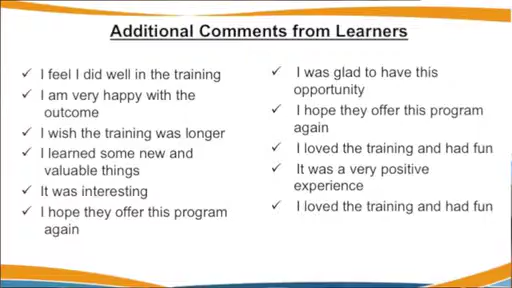 Additional Comments from Learners
✓ I feel I did well in the training
✓ I am very happy with the
outcome
✓ I wish the training was longer
✓ I learned some new and
valuable things
✓ It was interesting
✓ I hope they offer this program
again
✓ I was glad to have this
opportunity
✓ I hope they offer this program
again
✓ I loved the training and had fun
✓ It was a very positive
experience
✓ I loved the training and had fun